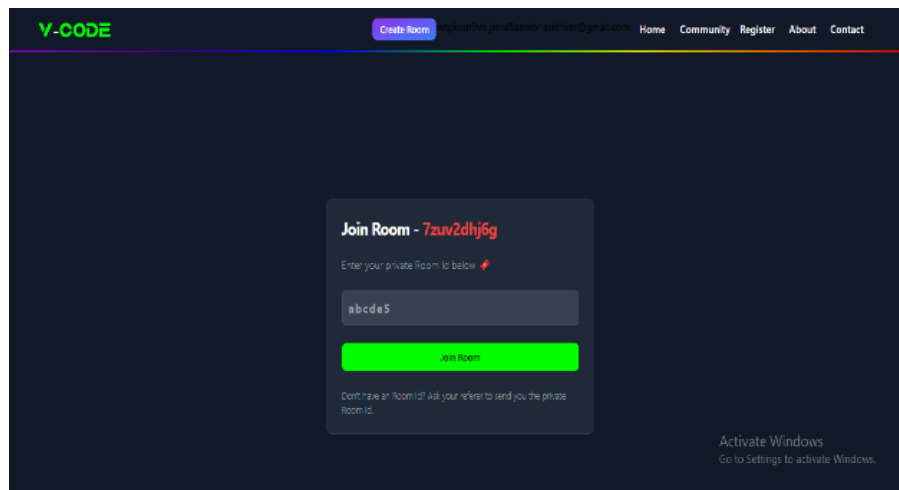 V-CODE
Create Room @gmail.com Home Community Register About Contact
Join Room - 7zuv2dhj6g
Enter your private Room Id below
abcde5
Join Room
Don't have an Room Id? Ask your referer to send you the private
Room Id.
Activate Windows
Go to Settings to activate Windows.